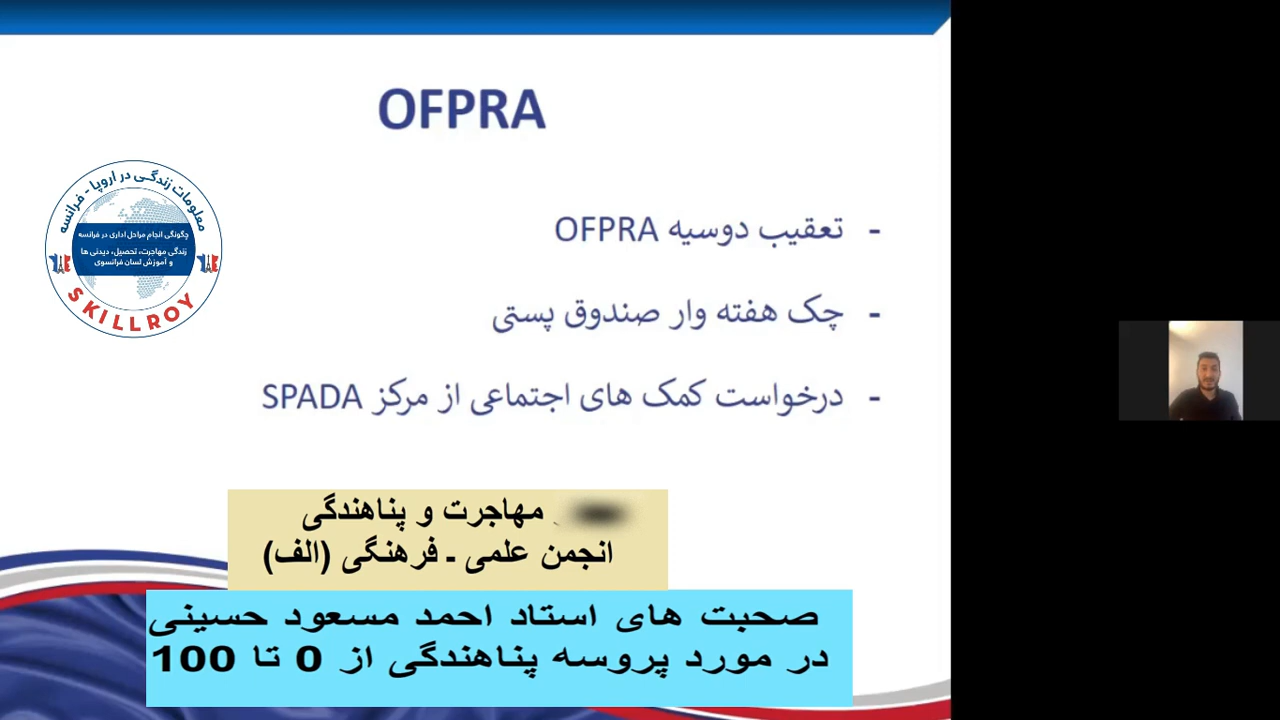 OFPRA
معلومات زندگی در اروپا - فرانسه
چگونگی انجام مراحل اداری در فرانسه
زندگی مهاجرت، تحصیل، دیدنی ها
و آموزش لسان فرانسوی
SKILLROY
- تعقیب دوسیه OFPRA
- چک هفته وار صندوق پستی
- درخواست کمک های اجتماعی از مرکز SPADA
مهاجرت و پناهندگی
انجمن علمی ـ فرهنگی (الف)
صحبت های استاد احمد مسعود حسینی
در مورد پروسه پناهندگی از 0 تا 100